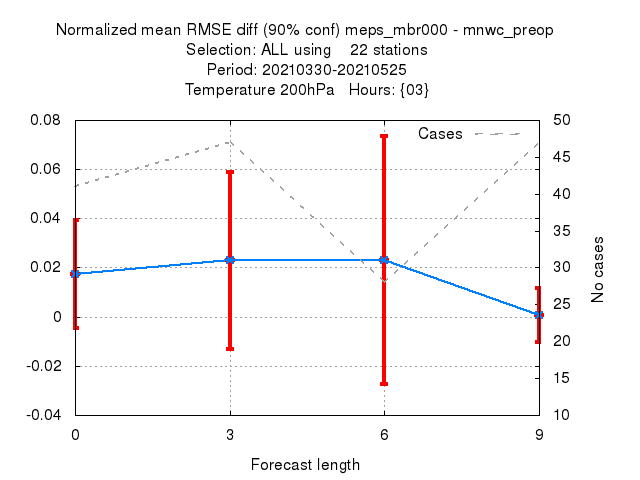 Normalized mean RMSE diff (90% conf) meps_mbr000 - mnwc_preop
Selection: ALL using 22 stations
Period: 20210330-20210525
Temperature 200hPa Hours: {03}
0.08
0.06
0.04
0.02
0
-0.02
-0.04
Cases
50
45
40
35
30
25
20
15
10
No cases
0 3 6 9
Forecast length